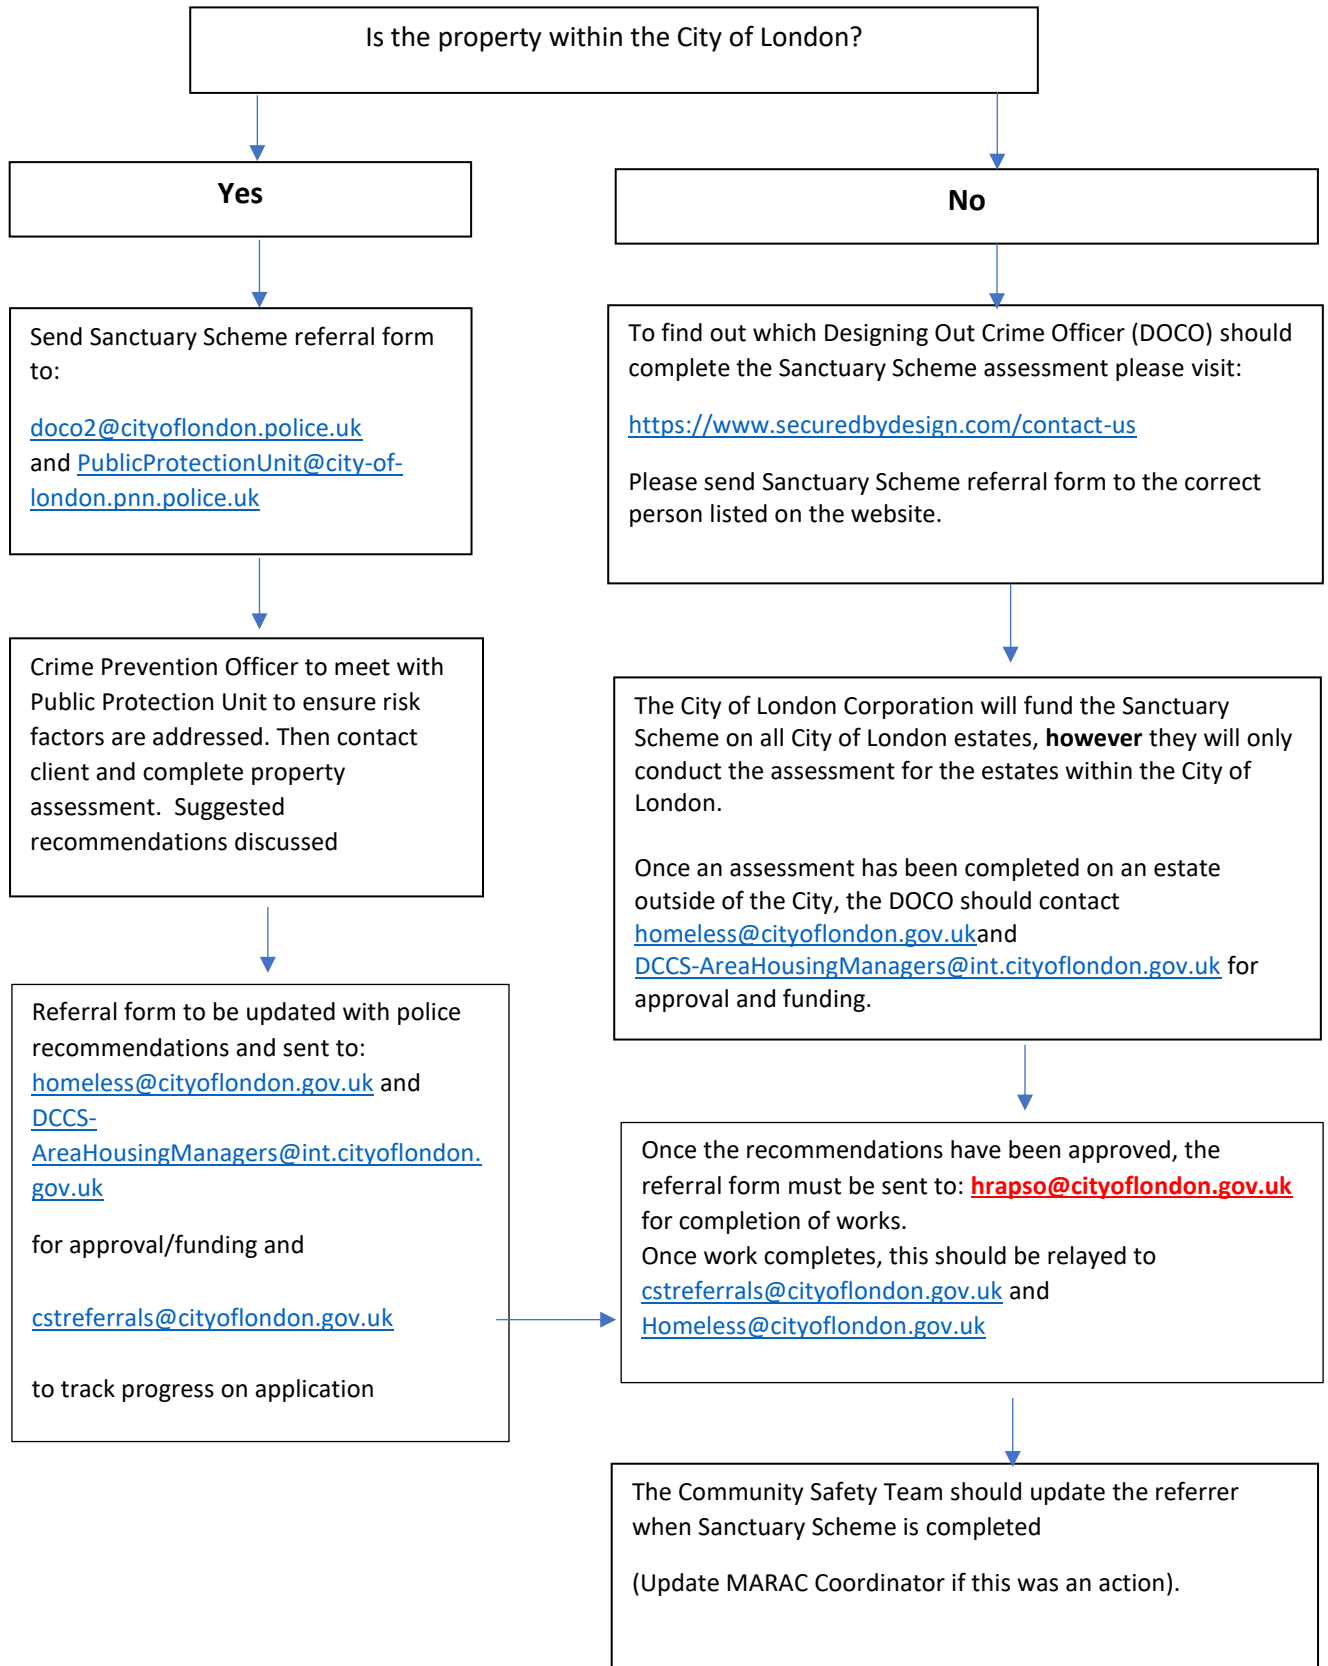 Is the property within the City of London?
Yes
No
Send Sanctuary Scheme referral form
to:
doco2@cityoflondon.police.uk
and PublicProtectionUnit@city-of-
london.pnn.police.uk
To find out which Designing Out Crime Officer (DOCO) should
complete the Sanctuary Scheme assessment please visit:
https://www.securedbydesign.com/contact-us
Please send Sanctuary Scheme referral form to the correct
person listed on the website.
Crime Prevention Officer to meet with
Public Protection Unit to ensure risk
factors are addressed. Then contact
client and complete property
assessment.  Suggested
recommendations discussed
The City of London Corporation will fund the Sanctuary
Scheme on all City of London estates, however they will only
conduct the assessment for the estates within the City of
London.
Once an assessment has been completed on an estate
outside of the City, the DOCO should contact
homeless@cityoflondon.gov.ukand
DCCS-AreaHousingManagers@int.cityoflondon.gov.uk for
approval and funding.
Referral form to be updated with police
recommendations and sent to:
homeless@cityoflondon.gov.uk and
DCCS-
AreaHousingManagers@int.cityoflondon.
gov.uk
for approval/funding and
cstreferrals@cityoflondon.gov.uk
to track progress on application
Once the recommendations have been approved, the
referral form must be sent to: hrapso@cityoflondon.gov.uk
for completion of works.
Once work completes, this should be relayed to
cstreferrals@cityoflondon.gov.uk and
Homeless@cityoflondon.gov.uk
The Community Safety Team should update the referrer
when Sanctuary Scheme is completed
(Update MARAC Coordinator if this was an action).